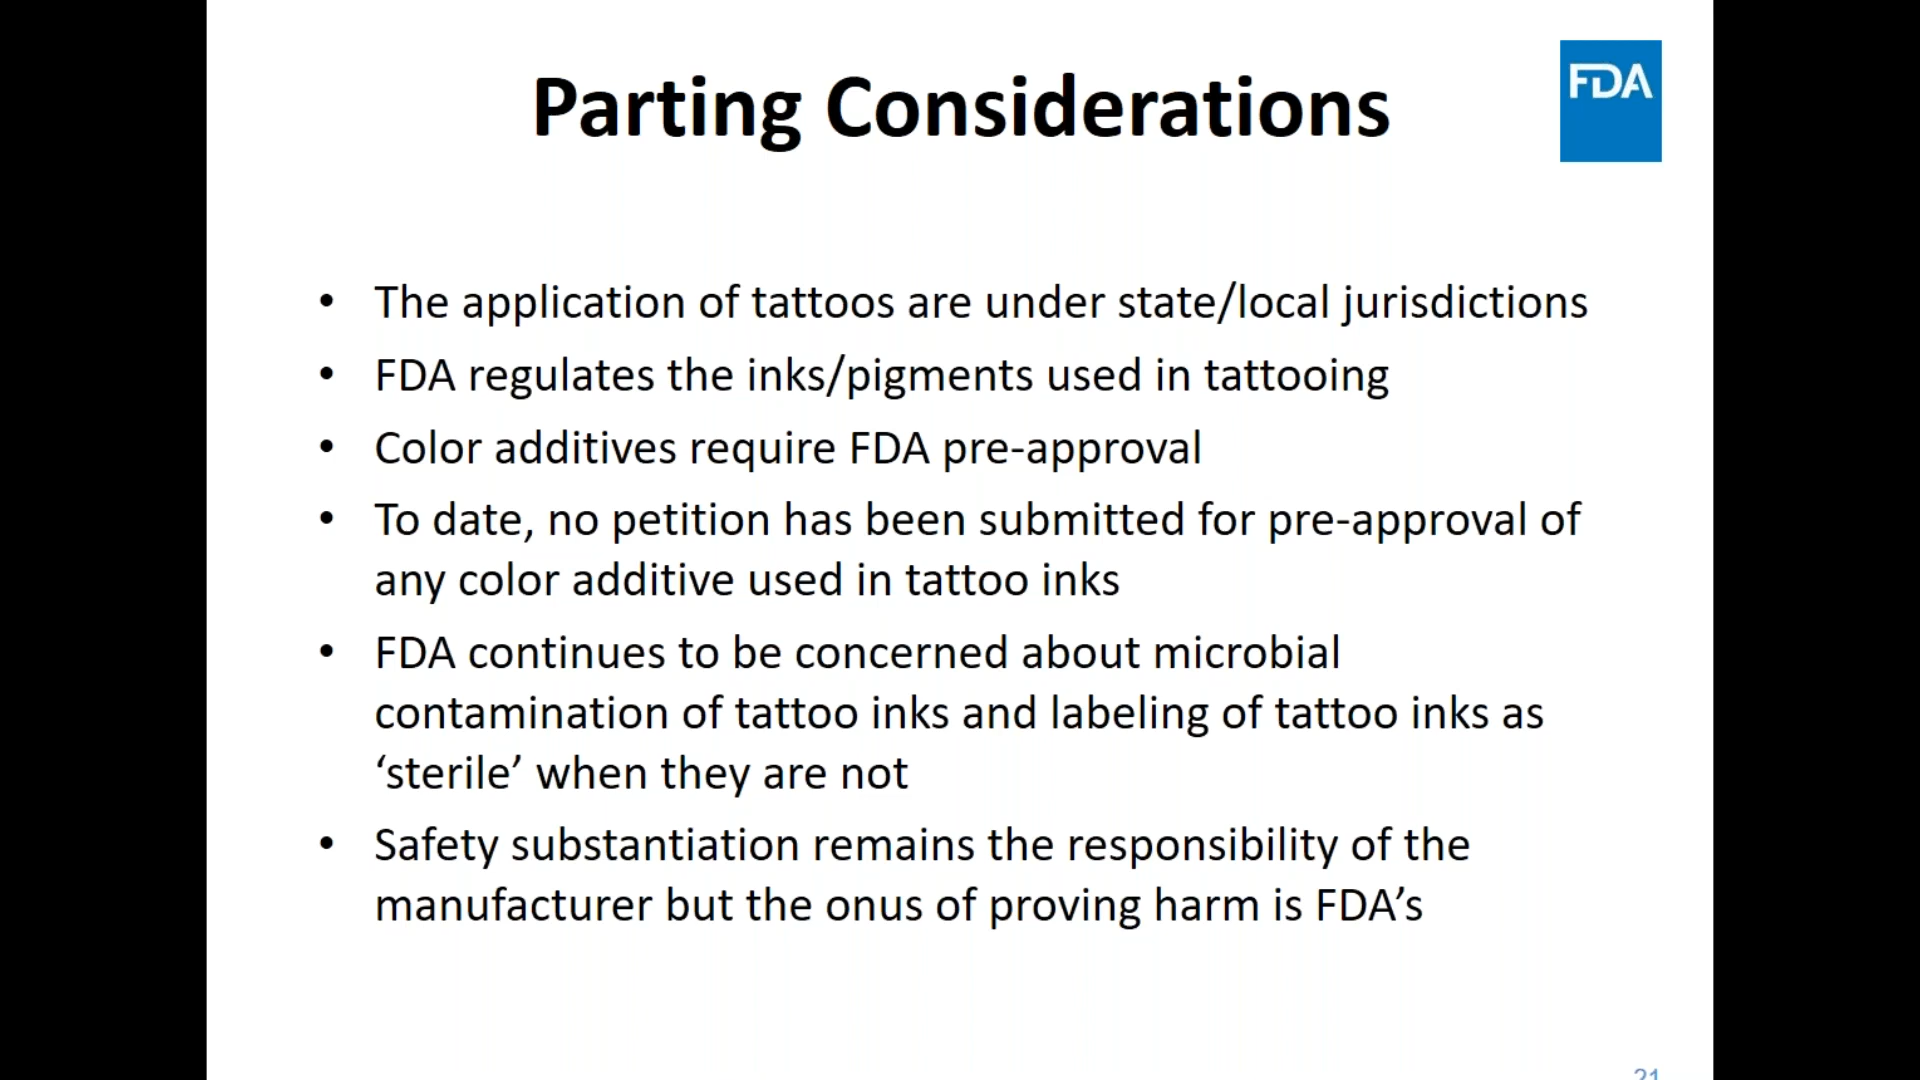 Parting Considerations
FDA
• The application of tattoos are under state/local jurisdictions
• FDA regulates the inks/pigments used in tattooing
• Color additives require FDA pre-approval
• To date, no petition has been submitted for pre-approval of
any color additive used in tattoo inks
• FDA continues to be concerned about microbial
contamination of tattoo inks and labeling of tattoo inks as
‘sterile’ when they are not
• Safety substantiation remains the responsibility of the
manufacturer but the onus of proving harm is FDA’s
21